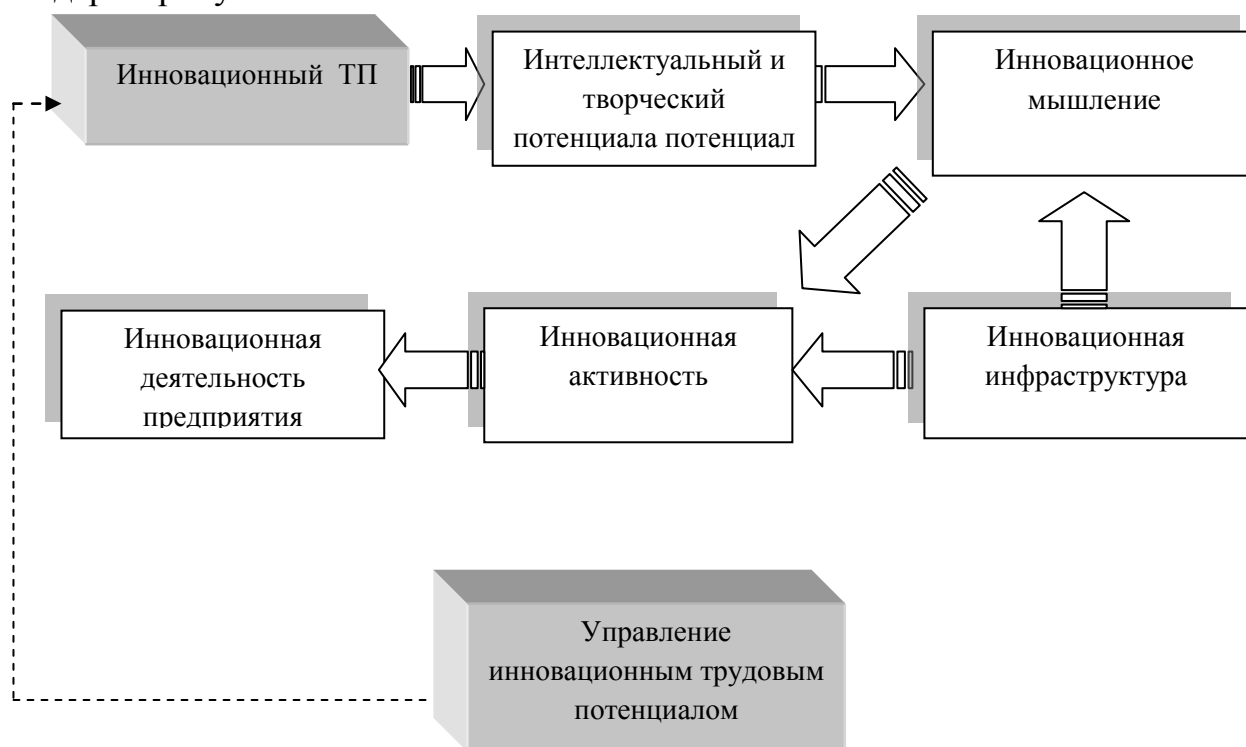 Инновационный ТП
Интеллектуальный и
творческий
потенциала потенциал
Инновационное
мышление
Инновационная
деятельность
предприятия
Инновационная
активность
Инновационная
инфраструктура
Управление
инновационным трудовым
потенциалом